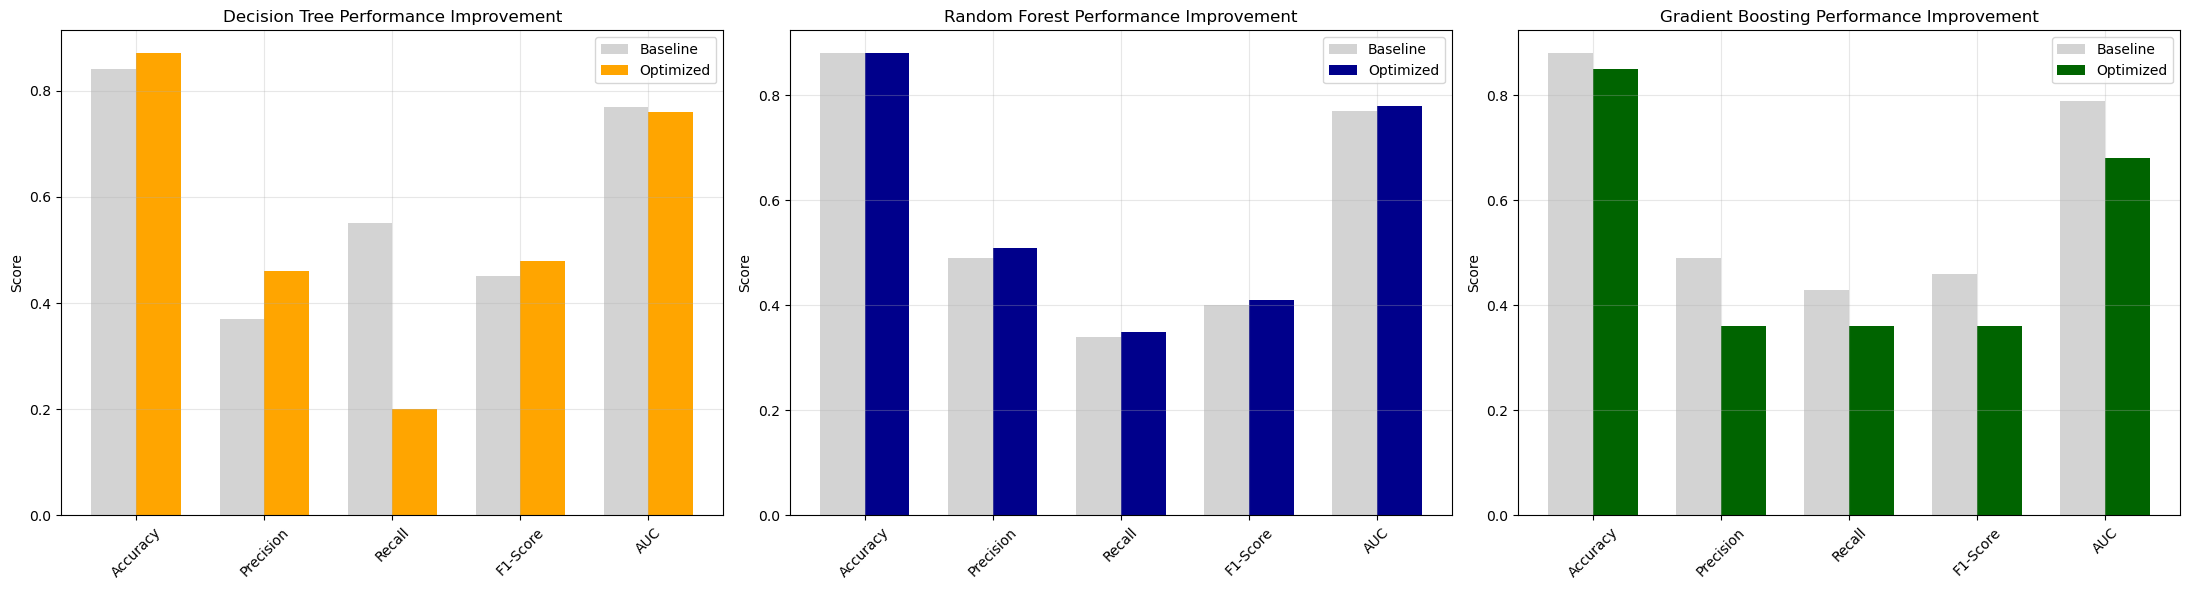 Decision Tree Performance Improvement
Baseline
Optimized
Score
0.8
0.6
0.4
0.2
0.0
Accuracy
Precision
Recall
F1-Score
AUC
Random Forest Performance Improvement
Baseline
Optimized
Score
0.8
0.6
0.4
0.2
0.0
Accuracy
Precision
Recall
F1-Score
AUC
Gradient Boosting Performance Improvement
Baseline
Optimized
Score
0.8
0.6
0.4
0.2
0.0
Accuracy
Precision
Recall
F1-Score
AUC